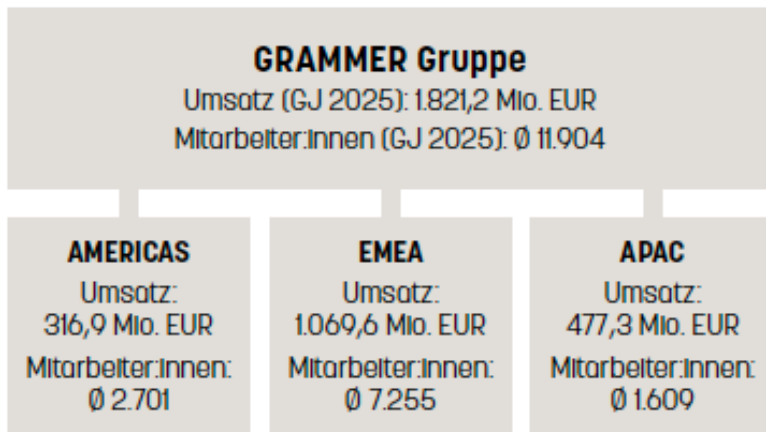 GRAMMER Gruppe
Umsatz (GJ 2025): 1.821,2 Mio. EUR
Mitarbeiter:innen (GJ 2025): Ø 11.904
AMERICAS
Umsatz:
316,9 Mio. EUR
Mitarbeiter:innen:
Ø 2.701
EMEA
Umsatz:
1.069,6 Mio. EUR
Mitarbeiter:innen:
Ø 7.255
APAC
Umsatz:
477,3 Mio. EUR
Mitarbeiter:innen:
Ø 1.609